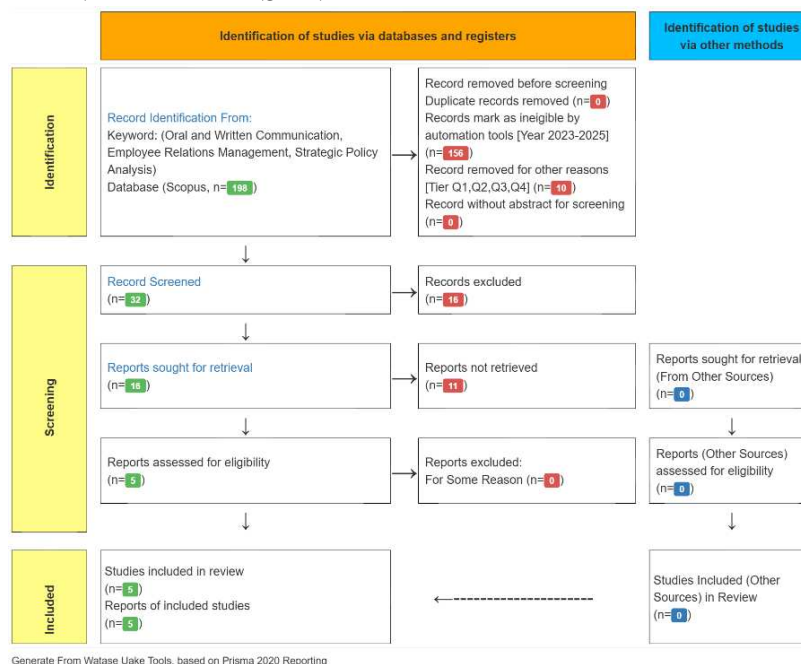 Identification of studies via databases and registers
Identification of studies
via other methods
Identification
Record Identification From:
Keyword: (Oral and Written Communication,
Employee Relations Management, Strategic Policy
Analysis)
Database (Scopus, n= 198 )
Record removed before screening
Duplicate records removed (n= 0 )
Records mark as ineigible by
automation tools [Year 2023-2025]
(n= 156 )
Record removed for other reasons
[Tier Q1,Q2,Q3,Q4] (n= 10 )
Record without abstract for screening
(n= 0 )
Screening
Record Screened
(n= 32 )
Records excluded
(n= 16 )
Reports sought for retrieval
(n= 16 )
Reports not retrieved
(n= 11 )
Reports sought for retrieval
(From Other Sources)
(n= 0 )
Reports assessed for eligibility
(n= 5 )
Reports excluded:
For Some Reason (n= 0 )
Reports (Other Sources)
assessed for eligibility
(n= 0 )
Included
Studies included in review
(n= 5 )
Reports of included studies
(n= 5 )
Studies Included (Other
Sources) in Review
(n= 0 )
Generate From Watase Uake Tools, based on Prisma 2020 Reporting